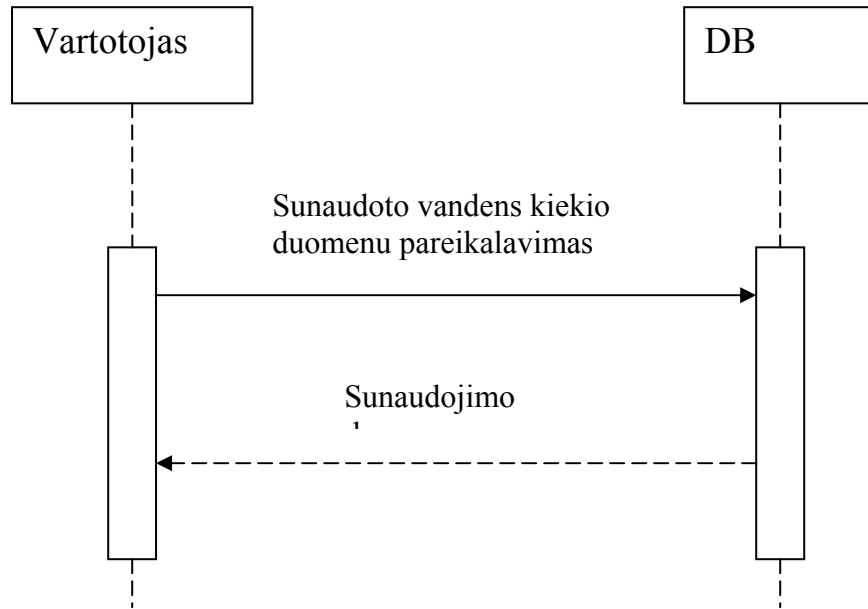 Vartotojas
DB
Sunaudoto vandens kiekio
duomenu pareikalavimas
Sunaudojimo